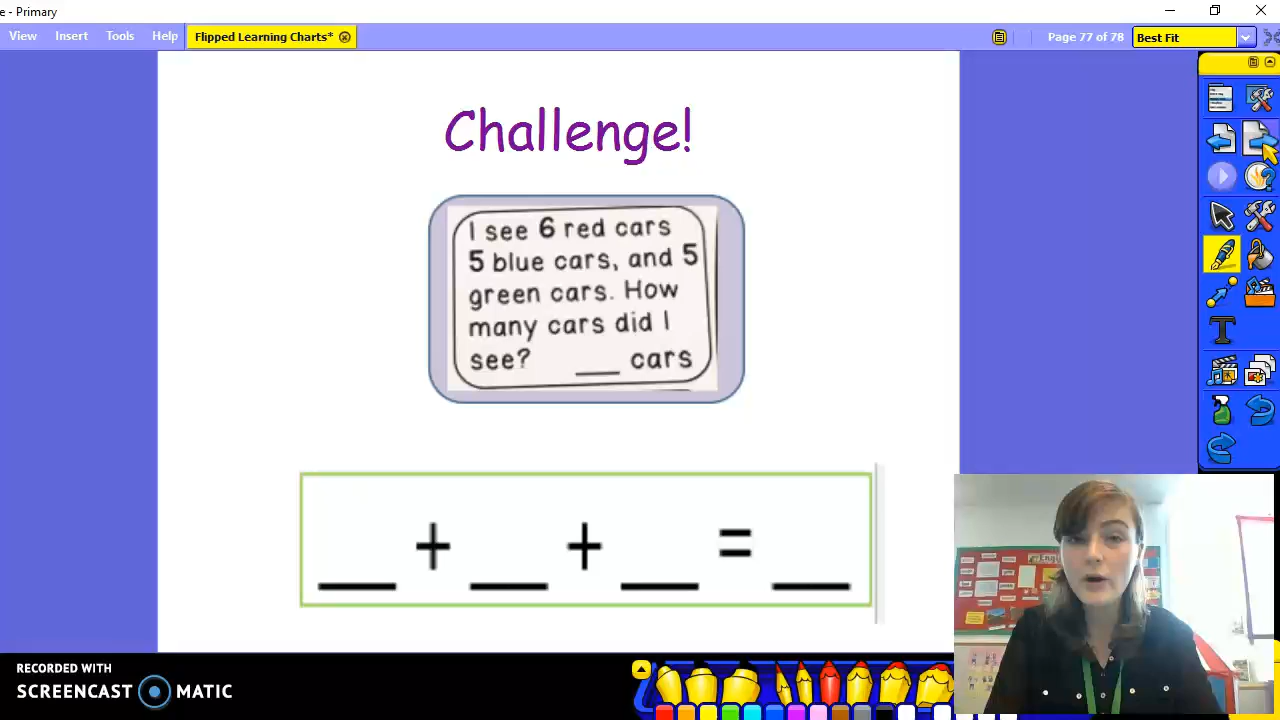 e - Primary
View Insert Tools Help Flipped Learning Charts* Page 77 of 78 Best Fit
Challenge!
I see 6 red cars
5 blue cars, and 5
green cars. How
many cars did I
see? ___ cars
___ + ___ + ___ = ___
RECORDED WITH
SCREENCAST MATIC